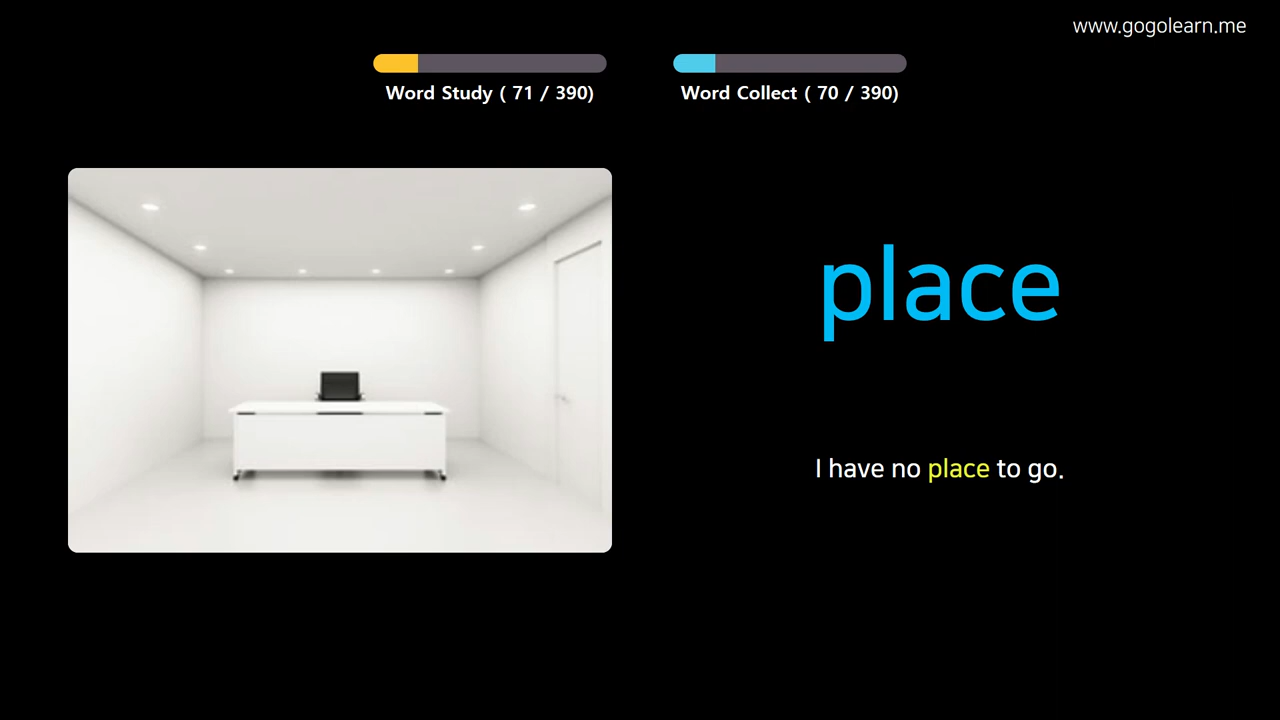 www.gogolearn.me
Word Study ( 71 / 390)
Word Collect ( 70 / 390)
place
I have no place to go.